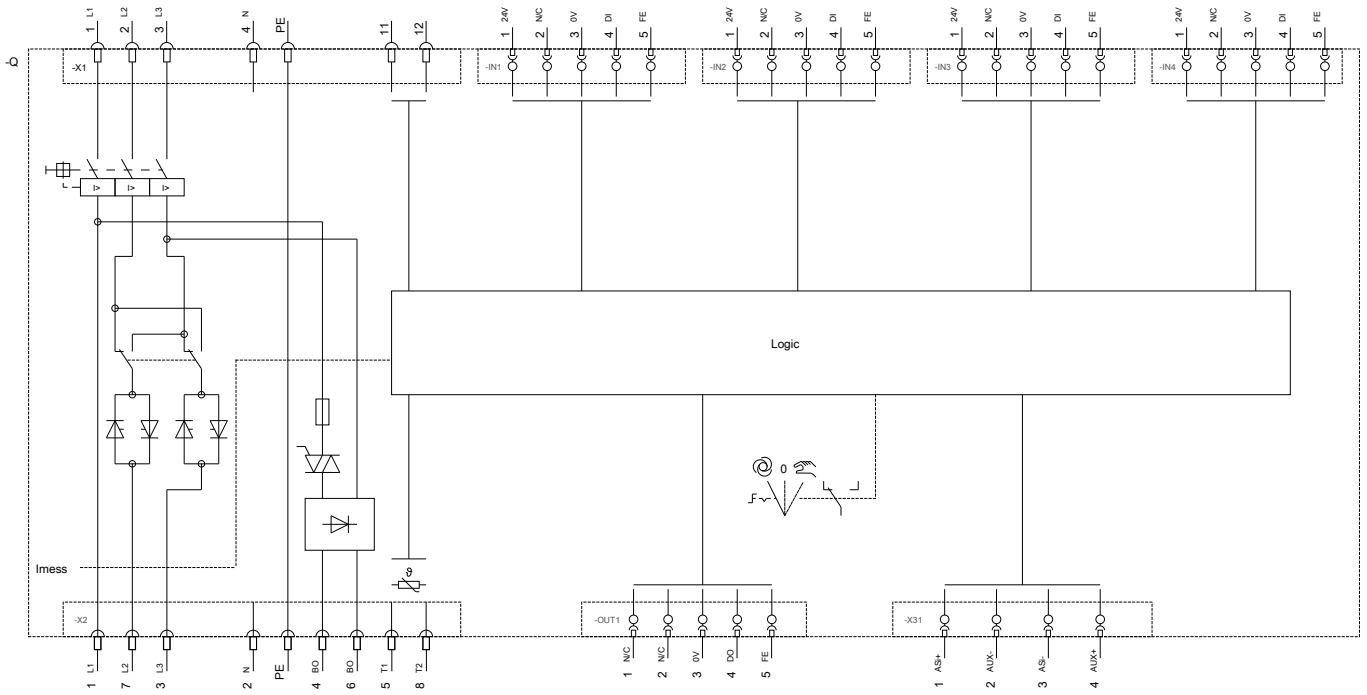 -Q
-X1
1 L1
2 L2
3 L3
4 N
PE
11
12
-IN1
1 24V
2 N/C
3 0V
4 DI
5 FE
-IN2
1 24V
2 N/C
3 0V
4 DI
5 FE
-IN3
1 24V
2 N/C
3 0V
4 DI
5 FE
-IN4
1 24V
2 N/C
3 0V
4 DI
5 FE
I> I> I>
Logic
0
Imess
ϑ
-X2
1 L1
7 L2
3 L3
2 N
PE
4 BO
6 BO
5 T1
8 T2
-OUT1
1 N/C
2 N/C
3 0V
4 DO
5 FE
-X31
1 ASI+
2 AUX-
3 ASI-
4 AUX+